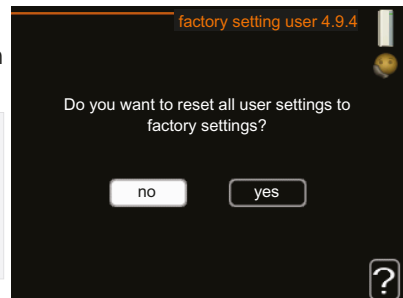 factory setting user 4.9.4
Do you want to reset all user settings to
factory settings?
no
yes
?